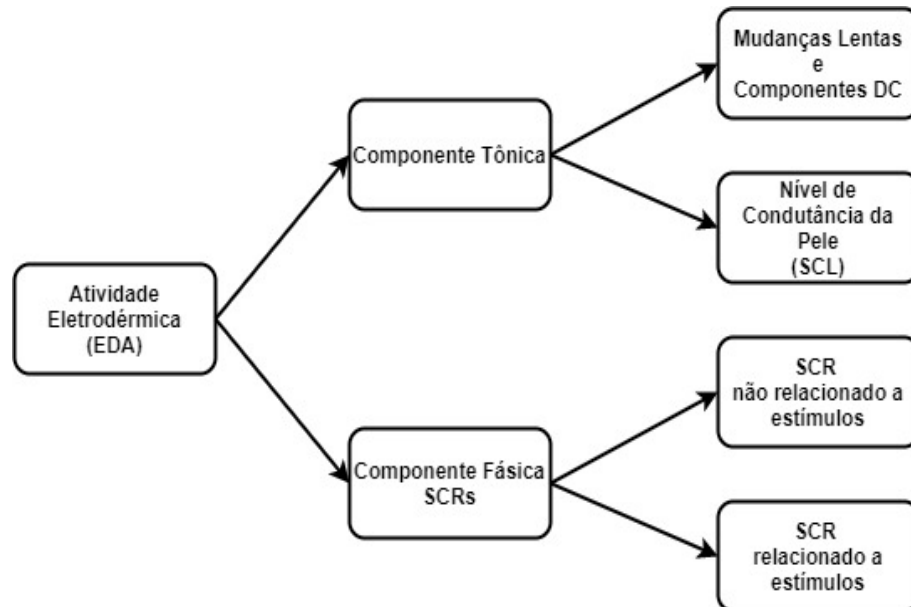 Mudanças Lentas
e
Componentes DC
Componente Tônica
Nível de
Condutância da
Pele
(SCL)
Atividade
Eletrodérmica
(EDA)
SCR
não relacionado a
estímulos
Componente Fásica
SCRs
SCR
relacionado a
estímulos